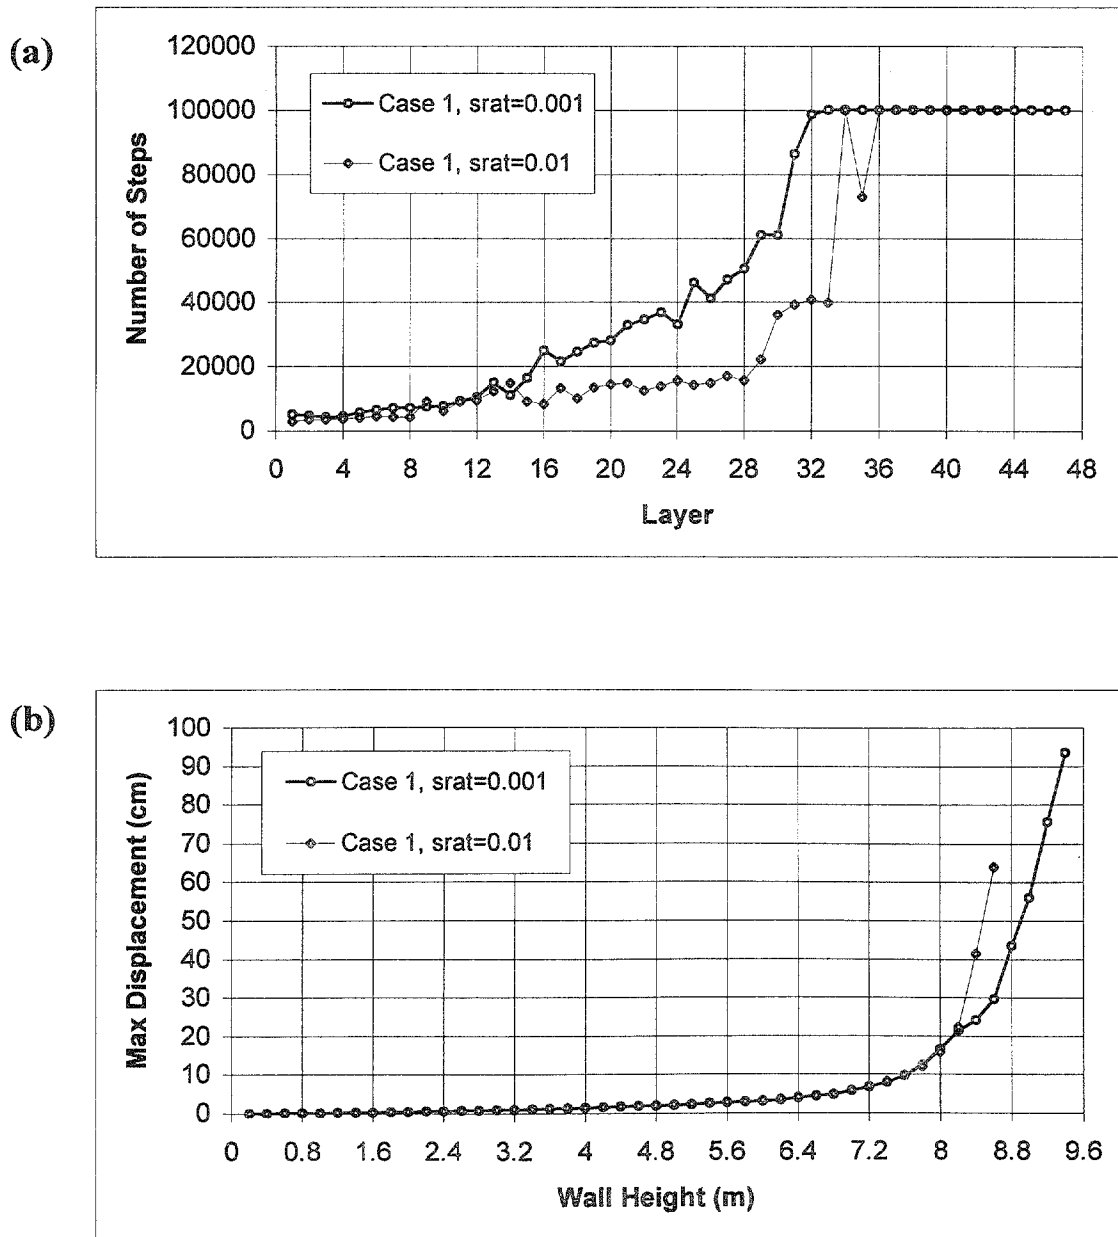 (a)
120000
100000
80000
60000
40000
20000
0
Number of Steps
Case 1, srat=0.001
Case 1, srat=0.01
0 4 8 12 16 20 24 28 32 36 40 44 48
Layer
(b)
100
90
80
70
60
50
40
30
20
10
0
Max Displacement (cm)
Case 1, srat=0.001
Case 1, srat=0.01
0 0.8 1.6 2.4 3.2 4 4.8 5.6 6.4 7.2 8 8.8 9.6
Wall Height (m)